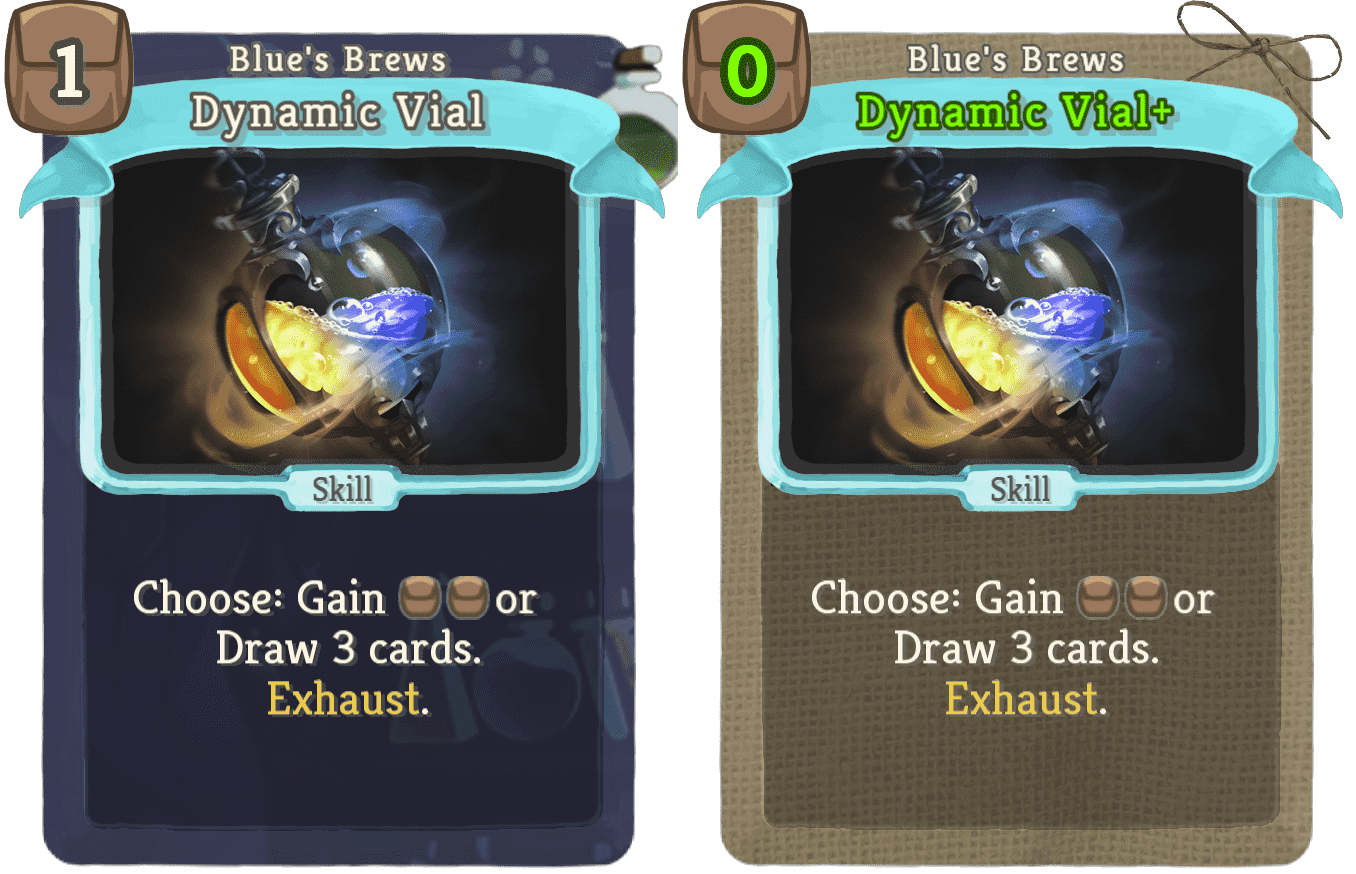 1
Blue's Brews
Dynamic Vial
Skill
Choose: Gain or
Draw 3 cards.
Exhaust.
0
Blue's Brews
Dynamic Vial+
Skill
Choose: Gain or
Draw 3 cards.
Exhaust.